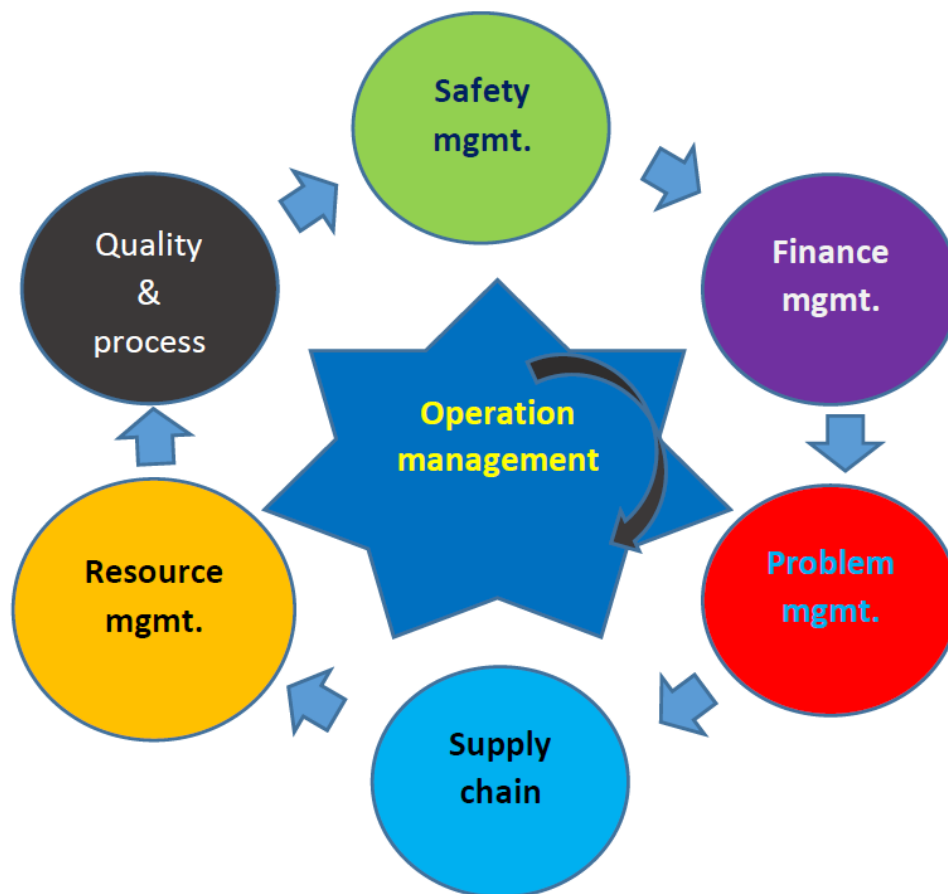 Safety
mgmt.
Finance
mgmt.
Problem
mgmt.
Supply
chain
Resource
mgmt.
Quality
&
process
Operation
management